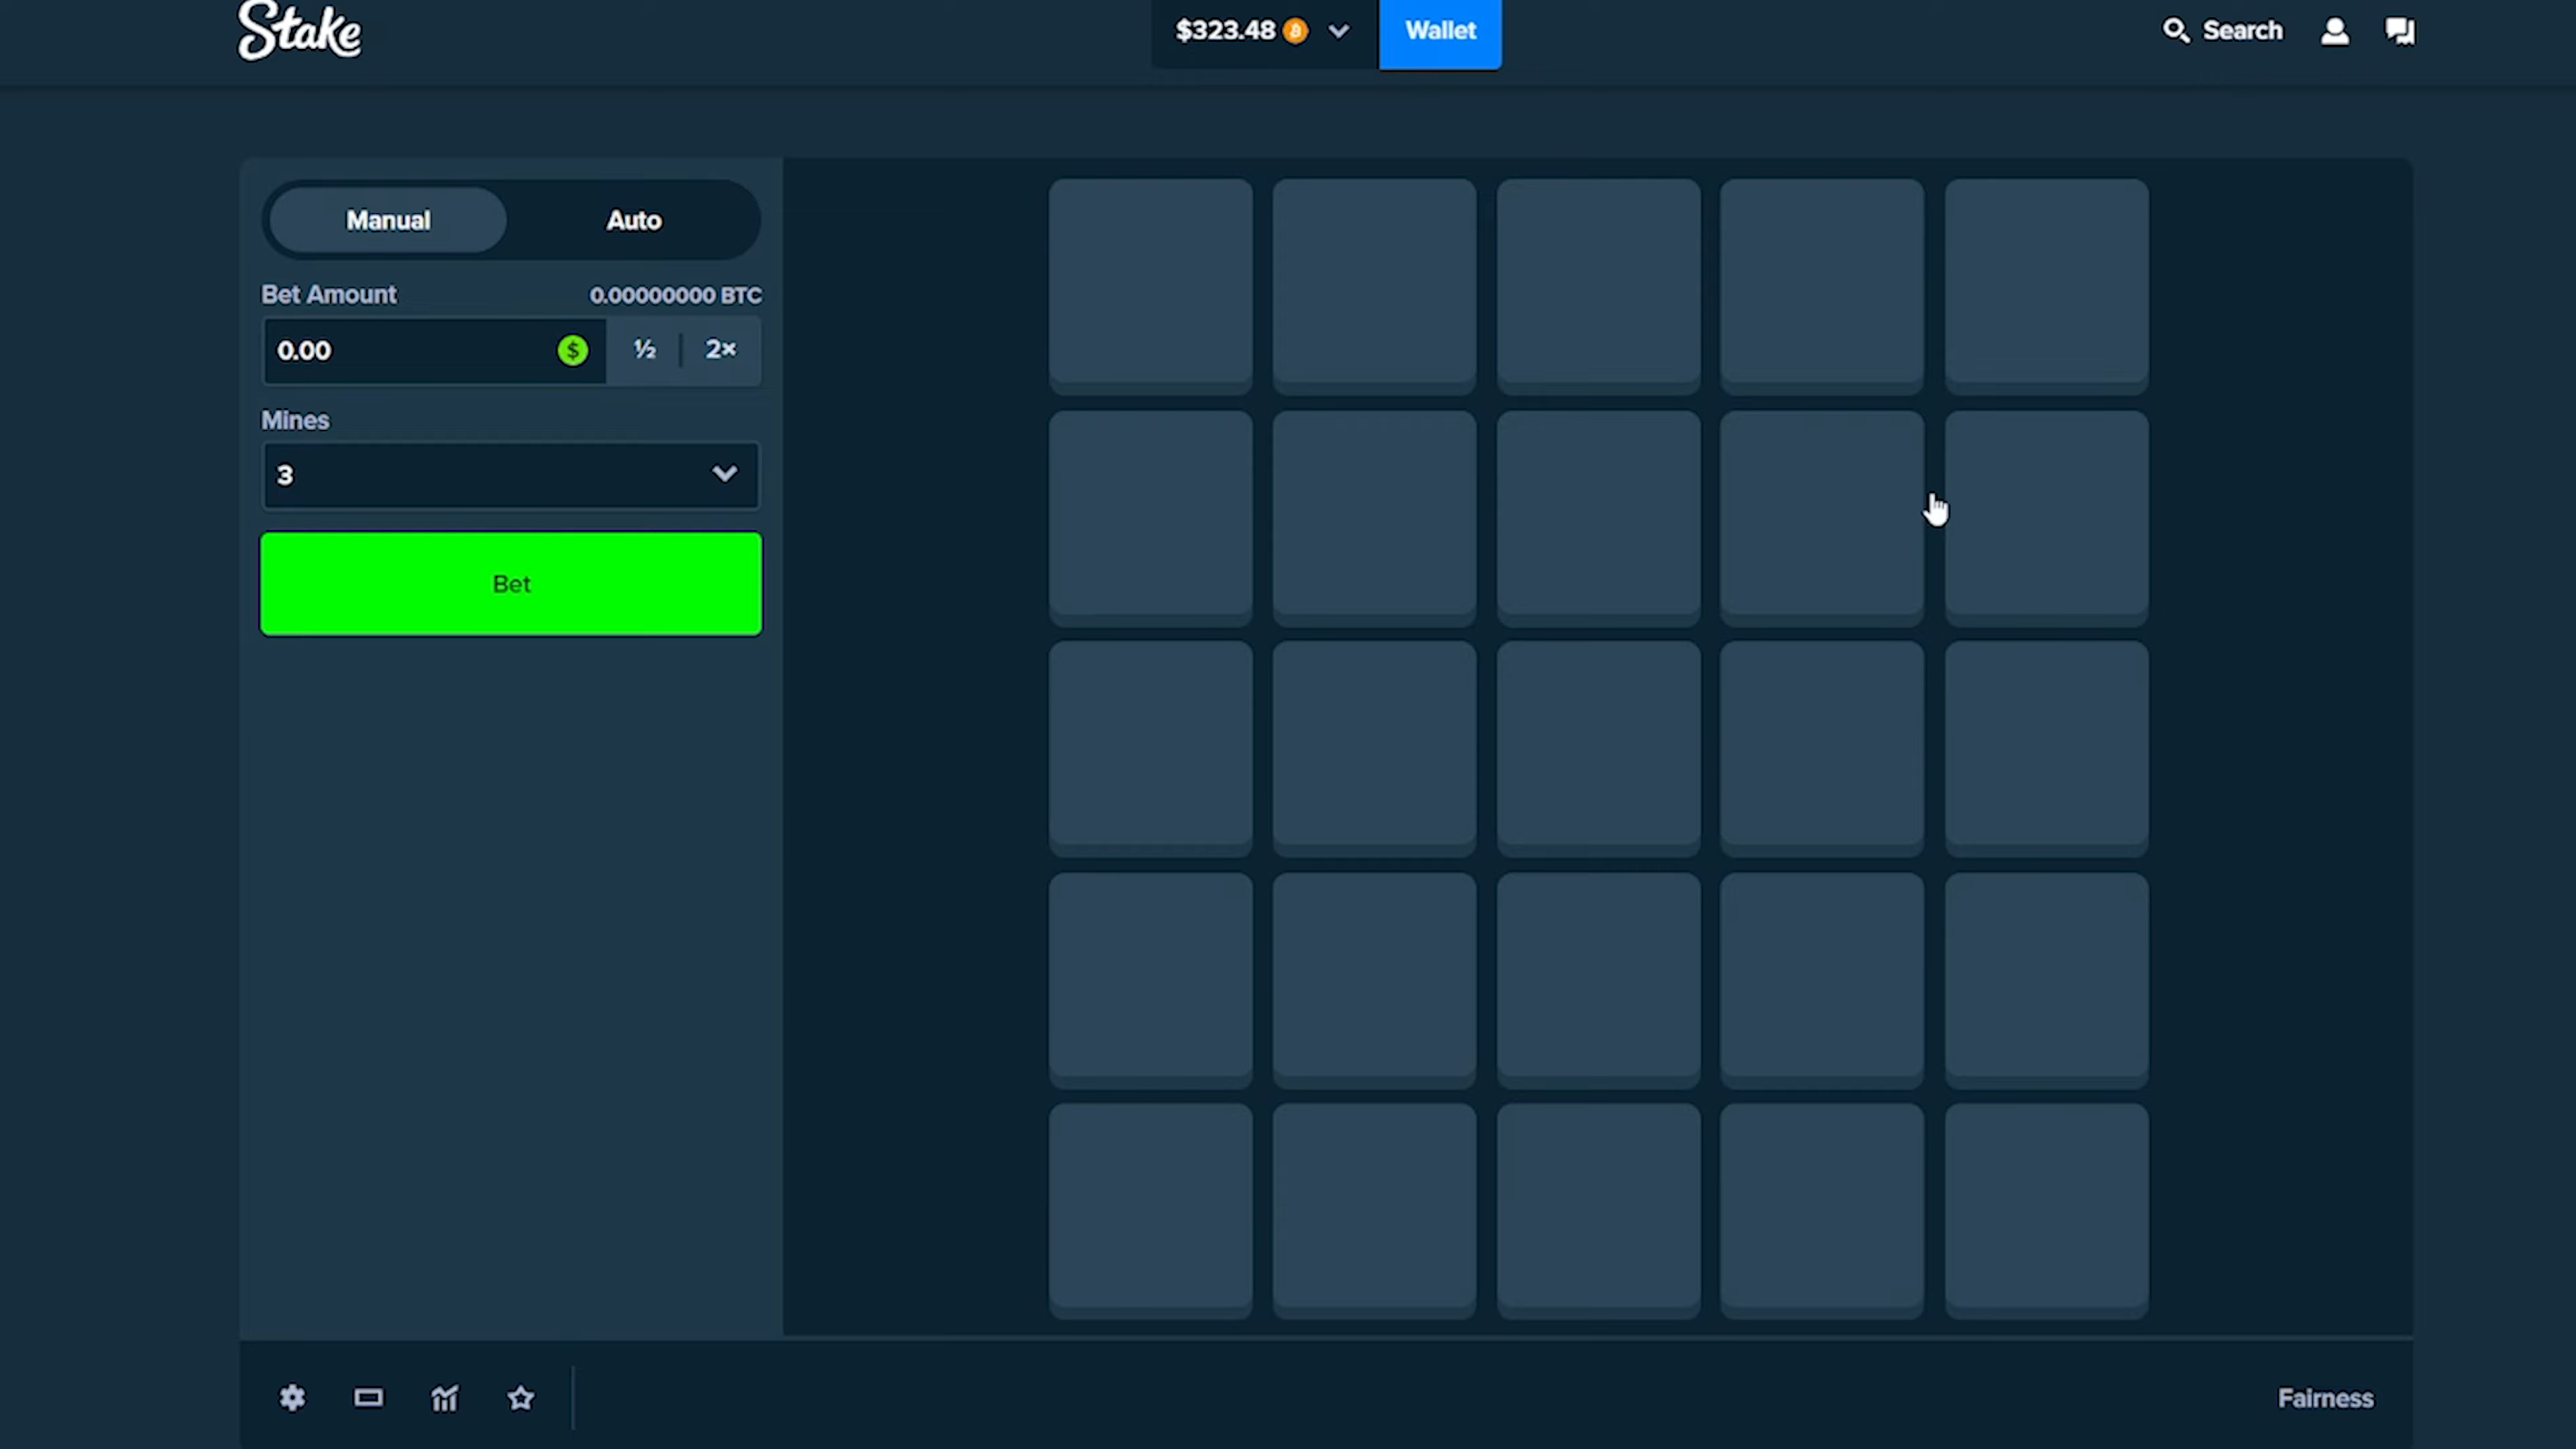 Stake
$323.48
Wallet
Search
Manual
Auto
Bet Amount
0.00000000 BTC
0.00
$
½
2×
Mines
3
Bet
Fairness